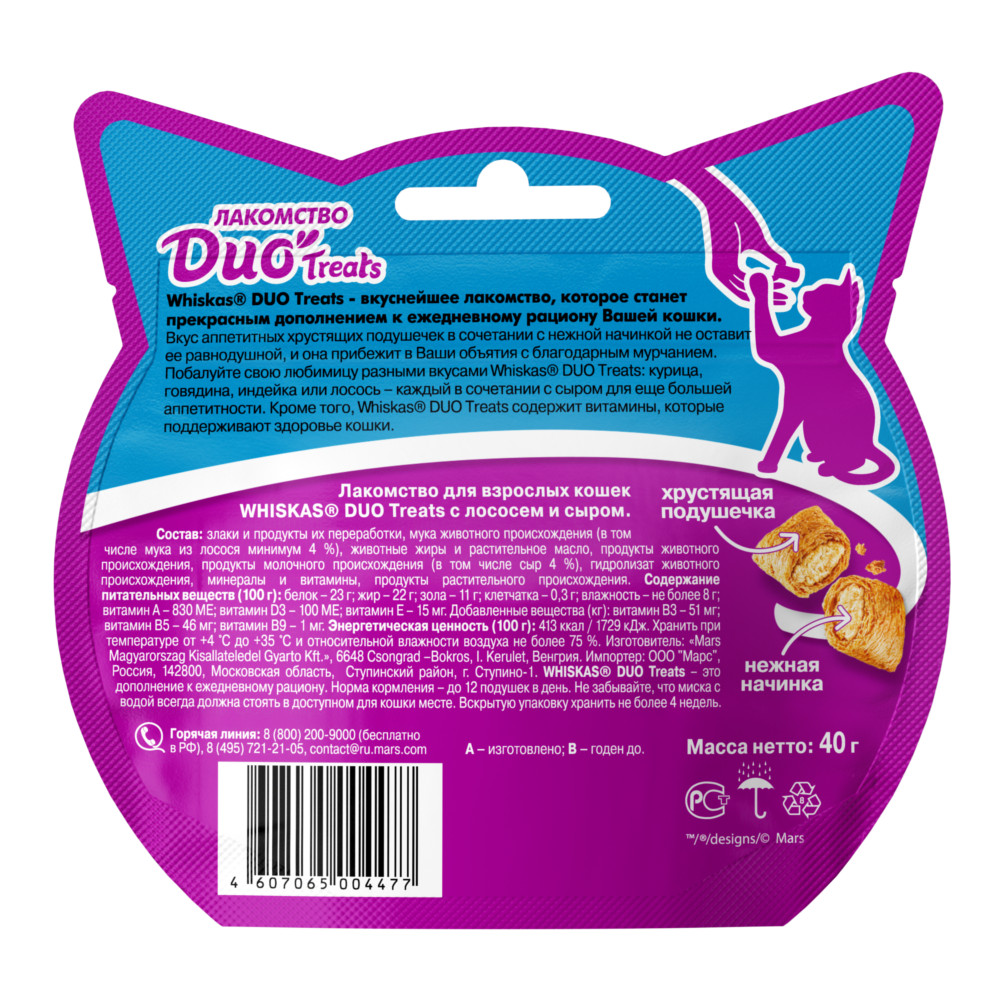 ЛАКОМСТВО
Duo Treats
Whiskas® DUO Treats - вкуснейшее лакомство, которое станет
прекрасным дополнением к ежедневному рациону Вашей кошки.
Вкус аппетитных хрустящих подушечек в сочетании с нежной начинкой не оставит
ее равнодушной, и она прибежит в Ваши объятия с благодарным мурчанием.
Побалуйте свою любимицу разными вкусами Whiskas® DUO Treats: курица,
говядина, индейка или лосось – каждый в сочетании с сыром для еще большей
аппетитности. Кроме того, Whiskas® DUO Treats содержит витамины, которые
поддерживают здоровье кошки.
Лакомство для взрослых кошек
WHISKAS® DUO Treats с лососем и сыром.
хрустящая
подушечка
Состав: злаки и продукты их переработки, мука животного происхождения (в том
числе мука из лосося минимум 4 %), животные жиры и растительное масло, продукты животного
происхождения, продукты молочного происхождения (в том числе сыр 4 %), гидролизат животного
происхождения, минералы и витамины, продукты растительного происхождения. Содержание
питательных веществ (100 г): белок – 23 г; жир – 22 г; зола – 11 г; клетчатка – 0,3 г; влажность – не более 8 г;
витамин А – 830 МЕ; витамин D3 – 100 МЕ; витамин Е – 15 мг. Добавленные вещества (кг): витамин В3 – 51 мг;
витамин В5 – 46 мг; витамин В9 – 1 мг. Энергетическая ценность (100 г): 413 ккал / 1729 кДж. Хранить при
температуре от +4 °С до +35 °С и относительной влажности воздуха не более 75 %. Изготовитель: «Mars
Magyarorszag Kisallateledel Gyarto Kft.», 6648 Csongrad –Bokros, I. Kerulet, Венгрия. Импортер: ООО "Марс",
Россия, 142800, Московская область, Ступинский район, г. Ступино-1. WHISKAS® DUO Treats – это
дополнение к ежедневному рациону. Норма кормления – до 12 подушек в день. Не забывайте, что миска с
водой всегда должна стоять в доступном для кошки месте. Вскрытую упаковку хранить не более 4 недель.
нежная
начинка
Горячая линия: 8 (800) 200-9000 (бесплатно
в РФ), 8 (495) 721-21-05, contact@ru.mars.com
А – изготовлено; В – годен до.
Масса нетто: 40 г
РСТ
8
™/®/designs/© Mars
4 607065 004477